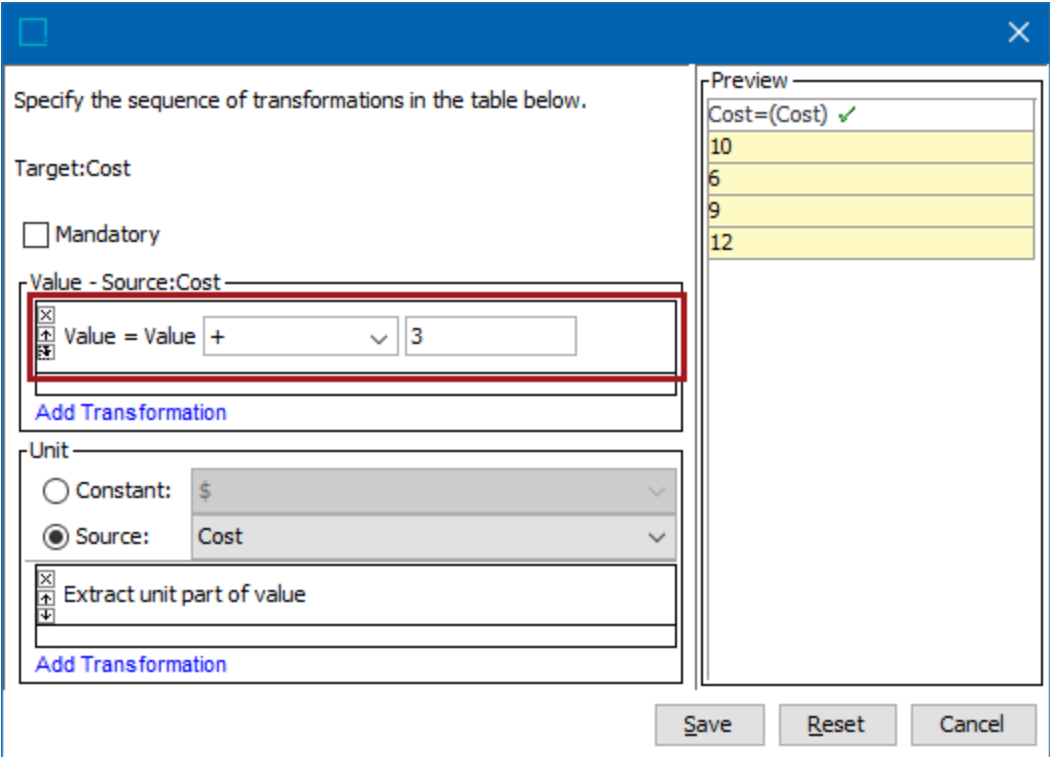 Specify the sequence of transformations in the table below.
Target:Cost
Mandatory
Value - Source:Cost
Value = Value + 3
Add Transformation
Unit
Constant: $
Source: Cost
Extract unit part of value
Add Transformation
Preview
Cost=(Cost) ✓
10
6
9
12
Save Reset Cancel